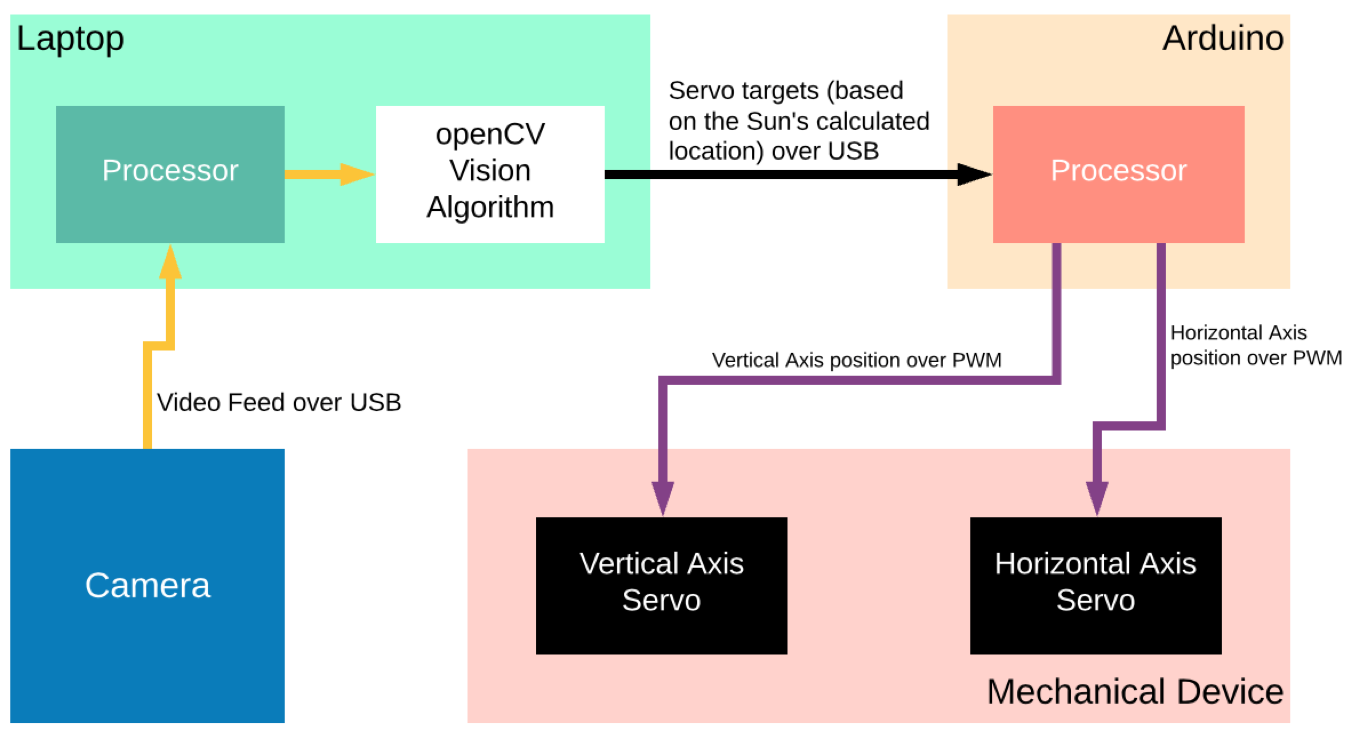 Laptop
Arduino
Servo targets (based
on the Sun's calculated
location) over USB
Processor
openCV
Vision
Algorithm
Processor
Horizontal Axis
position over PWM
Vertical Axis position over PWM
Video Feed over USB
Camera
Vertical Axis
Servo
Horizontal Axis
Servo
Mechanical Device